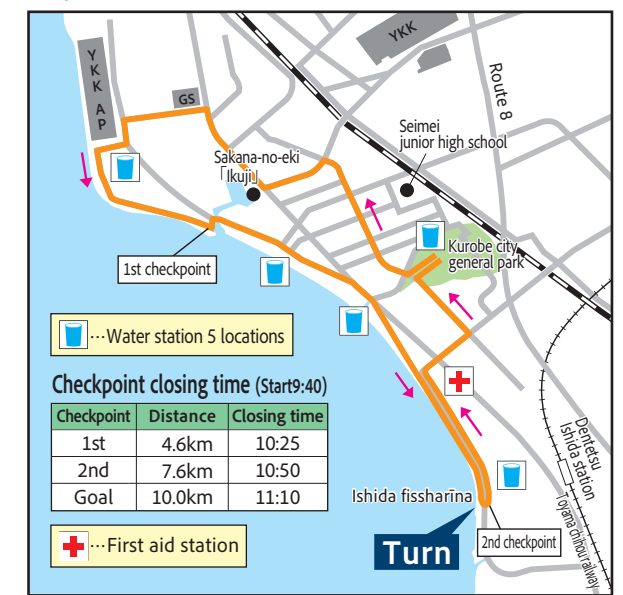 YKK
YKK AP
GS
Route 8
Seimei
junior high school
Sakana-no-eki
「Ikuji」
Kurobe city
general park
1st checkpoint
…Water station 5 locations
Checkpoint closing time (Start9:40)
Checkpoint Distance Closing time
1st 4.6km 10:25
2nd 7.6km 10:50
Goal 10.0km 11:10
…First aid station
Ishida fissharīna
Turn
2nd checkpoint
Dentetsu
Ishida station
Toyama chihou railway